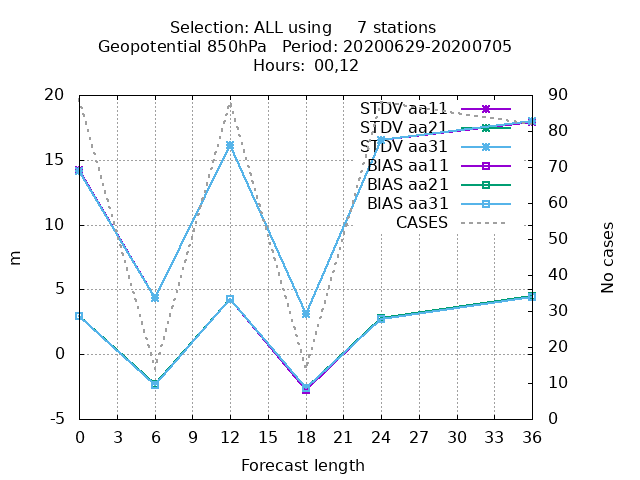 Selection: ALL using     7 stations
Geopotential 850hPa   Period: 20200629-20200705
Hours:  00,12
20
15
10
5
0
-5
m
STDV aa11
STDV aa21
STDV aa31
BIAS aa11
BIAS aa21
BIAS aa31
CASES
90
80
70
60
50
40
30
20
10
0
No cases
0 3 6 9 12 15 18 21 24 27 30 33 36
Forecast length